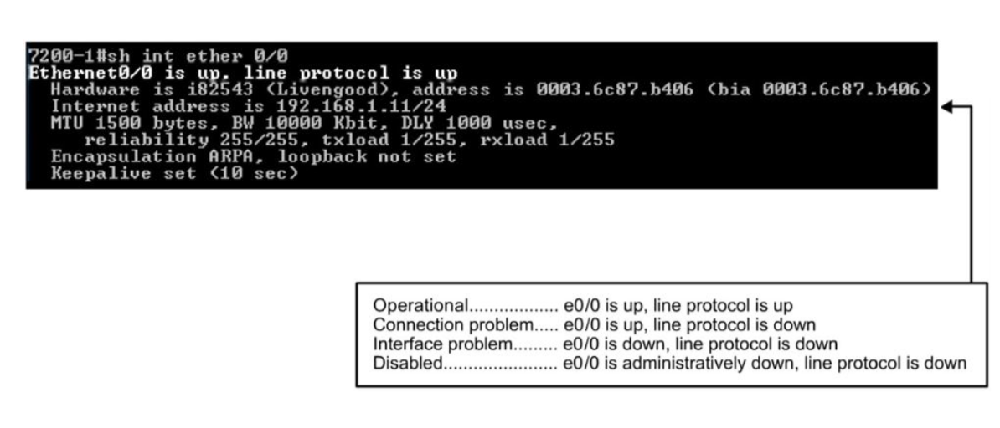 7200-1#sh int ether 0/0
Ethernet0/0 is up. line protocol is up
Hardware is i82543 (Livengood), address is 0003.6c87.b406 (bia 0003.6c87.b406)
Internet address is 192.168.1.11/24
MTU 1500 bytes, BW 10000 Kbit, DLY 1000 usec,
reliability 255/255, txload 1/255, rxload 1/255
Encapsulation ARPA, loopback not set
Keepalive set (10 sec)
Operational.................. e0/0 is up, line protocol is up
Connection problem..... e0/0 is up, line protocol is down
Interface problem......... e0/0 is down, line protocol is down
Disabled....................... e0/0 is administratively down, line protocol is down